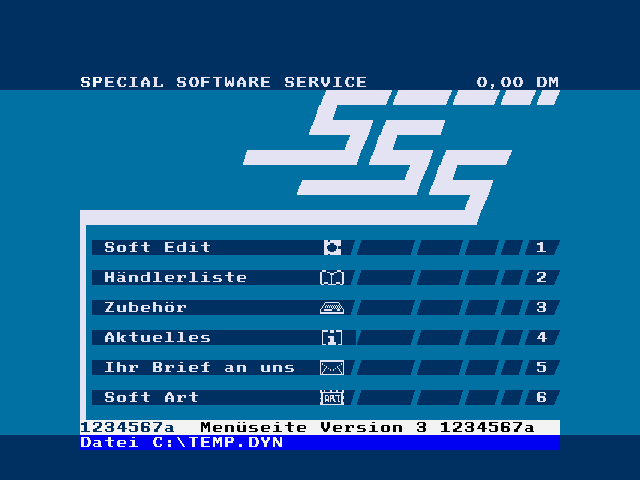 SPECIAL SOFTWARE SERVICE 0,00 DM
SSS
Soft Edit 1
Händlerliste 2
Zubehör 3
Aktuelles [i] 4
Ihr Brief an uns 5
Soft Art ART 6
1234567a Menüseite Version 3 1234567a
Datei C:\TEMP.DYN